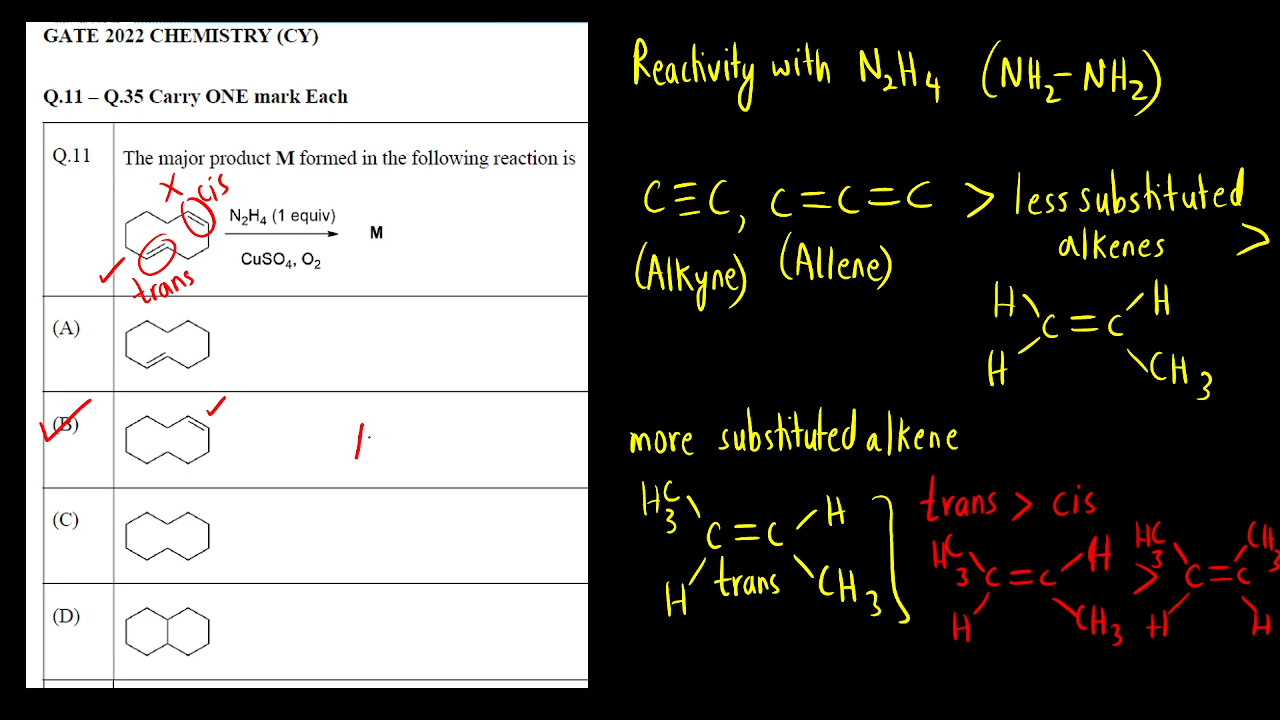 GATE 2022 CHEMISTRY (CY)
Q.11 – Q.35 Carry ONE mark Each
Q.11
The major product M formed in the following reaction is
X cis
N2H4 (1 equiv)
M
CuSO4, O2
trans
(A)
(B)
(C)
(D)
Reactivity with N2H4 (NH2-NH2)
C≡C, C=C=C > less substituted
alkenes >
(Alkyne) (Allene)
H H
C=C
H CH3
more substituted alkene
H3C H
C=C
H trans CH3
trans > cis
H3C H H3C CH3
C=C > C=C
H CH3 H H